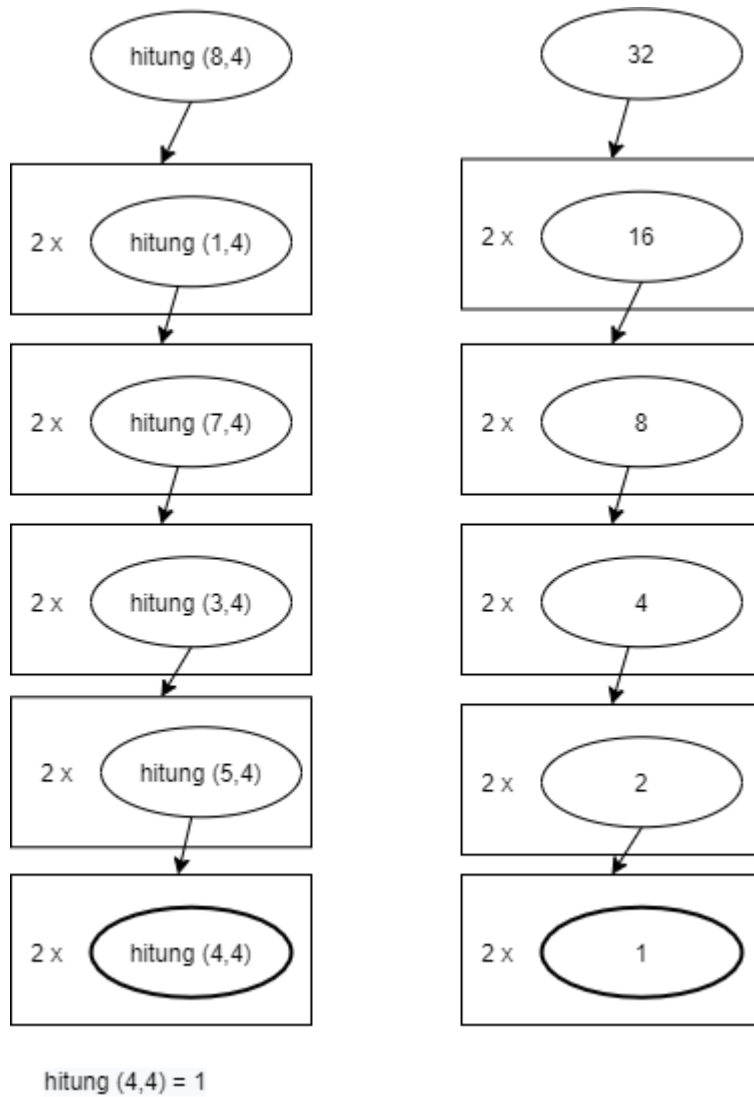 hitung (8,4)
32
2 x
hitung (1,4)
2 x
16
2 x
hitung (7,4)
2 x
8
2 x
hitung (3,4)
2 x
4
2 x
hitung (5,4)
2 x
2
2 x
hitung (4,4)
2 x
1
hitung (4,4) = 1